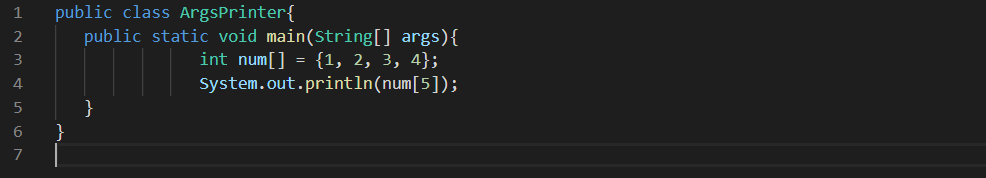 1 public class ArgsPrinter{
2 public static void main(String[] args){
3 int num[] = {1, 2, 3, 4};
4 System.out.println(num[5]);
5 }
6 }
7